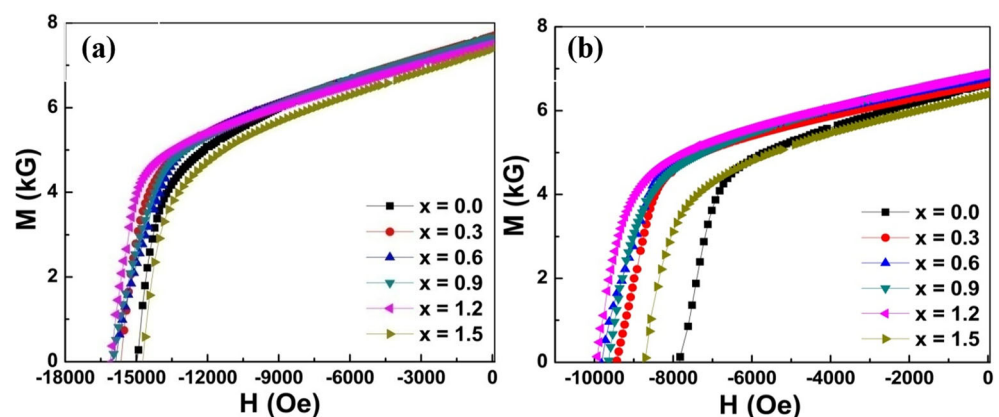 (a)
M (kG)
8
6
4
2
0
x = 0.0
x = 0.3
x = 0.6
x = 0.9
x = 1.2
x = 1.5
-18000 -15000 -12000 -9000 -6000 -3000 0
H (Oe)
(b)
M (kG)
8
6
4
2
0
x = 0.0
x = 0.3
x = 0.6
x = 0.9
x = 1.2
x = 1.5
-10000 -8000 -6000 -4000 -2000 0
H (Oe)